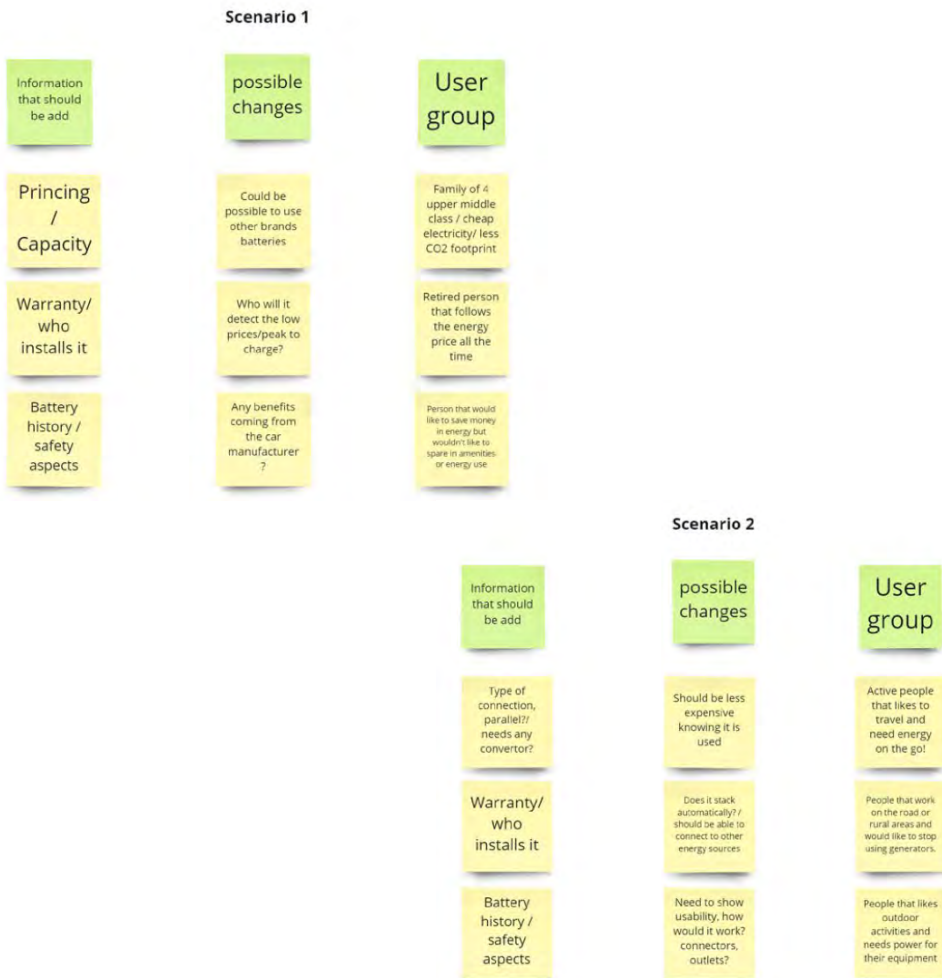 Scenario 1
Information
that should
be add
possible
changes
User
group
Princing
/
Capacity
Could be
possible to use
other brands
batteries
Family of 4
upper middle
class / cheap
electricity/ less
CO2 footprint
Warranty/
who
installs it
Who will it
detect the low
prices/peak to
charge?
Retired person
that follows
the energy
price all the
time
Battery
history /
safety
aspects
Any benefits
coming from
the car
manufacturer
?
Person that would
like to save money
in energy but
wouldn't like to
spare in amenities
or energy use
Scenario 2
Information
that should
be add
possible
changes
User
group
Type of
connection,
parallel?/
needs any
convertor?
Should be less
expensive
knowing it is
used
Active people
that likes to
travel and
need energy
on the go!
Warranty/
who
installs it
Does it stack
automatically? /
should be able to
connect to other
energy sources
People that work
on the road or
rural areas and
would like to stop
using generators.
Battery
history /
safety
aspects
Need to show
usability, how
would it work?
connectors,
outlets?
People that likes
outdoor
activities and
needs power for
their equipment